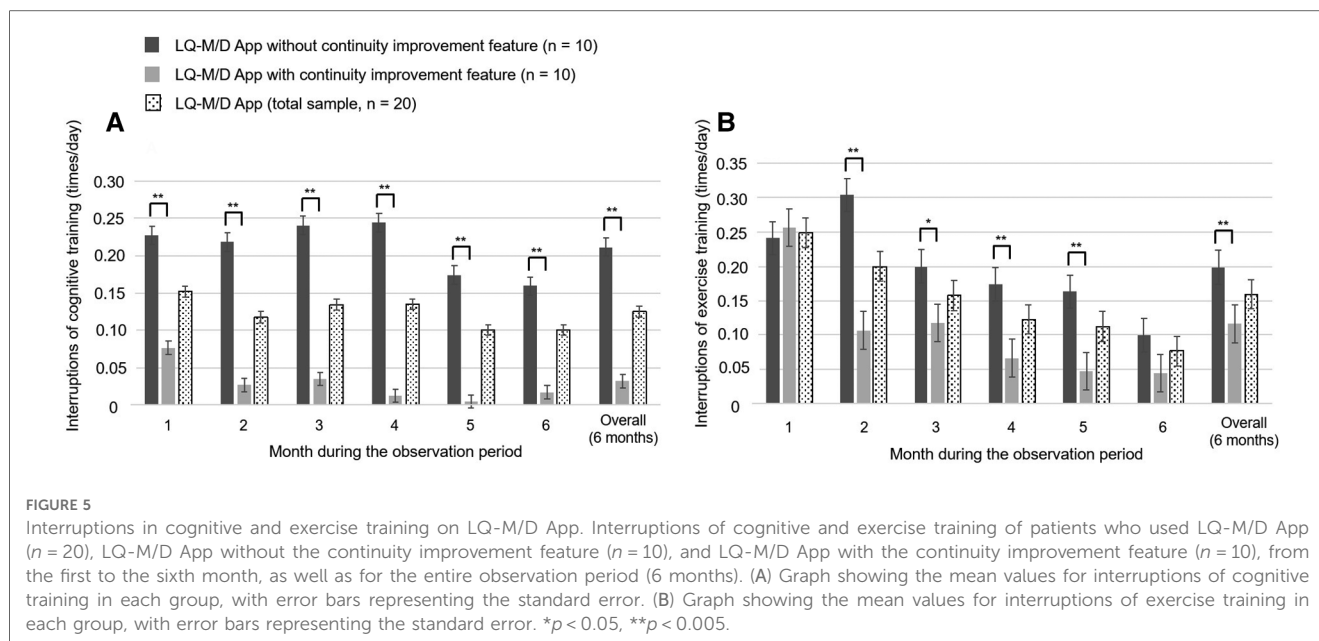 LQ-M/D App without continuity improvement feature (n = 10)
LQ-M/D App with continuity improvement feature (n = 10)
LQ-M/D App (total sample, n = 20)
A
Interruptions of cognitive training (times/day)
0.30
0.25
0.20
0.15
0.10
0.05
0
** ** ** ** ** ** **
1 2 3 4 5 6 Overall
(6 months)
Month during the observation period
B
Interruptions of exercise training (times/day)
0.35
0.30
0.25
0.20
0.15
0.10
0.05
0
** * ** ** **
1 2 3 4 5 6 Overall
(6 months)
Month during the observation period
FIGURE 5
Interruptions in cognitive and exercise training on LQ-M/D App. Interruptions of cognitive and exercise training of patients who used LQ-M/D App
(n = 20), LQ-M/D App without the continuity improvement feature (n = 10), and LQ-M/D App with the continuity improvement feature (n = 10), from
the first to the sixth month, as well as for the entire observation period (6 months). (A) Graph showing the mean values for interruptions of cognitive
training in each group, with error bars representing the standard error. (B) Graph showing the mean values for interruptions of exercise training in
each group, with error bars representing the standard error. *p < 0.05, **p < 0.005.